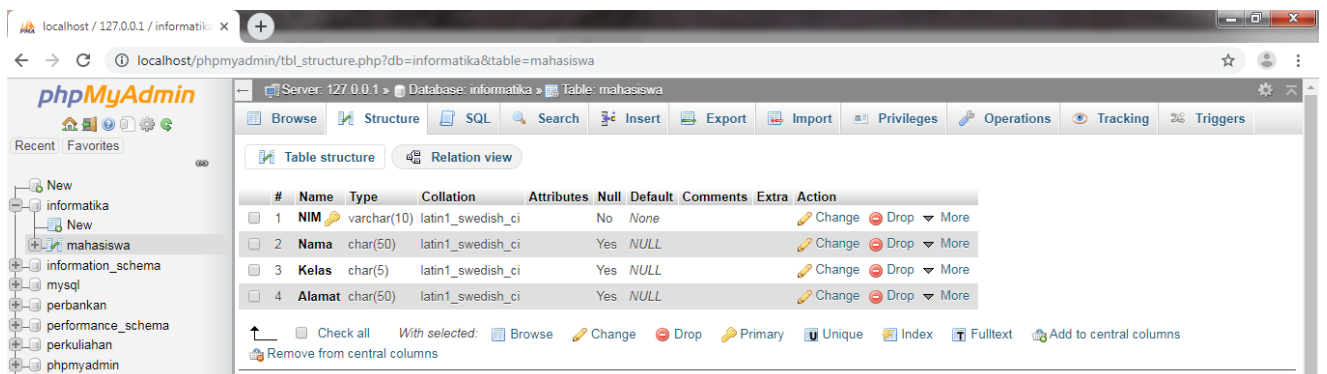 localhost / 127.0.0.1 / informatik
localhost/phpmyadmin/tbl_structure.php?db=informatika&table=mahasiswa
phpMyAdmin
Recent Favorites
New
informatika
New
mahasiswa
information_schema
mysql
perbankan
performance_schema
perkuliahan
phpmyadmin
Server: 127.0.0.1 » Database: informatika » Table: mahasiswa
Browse Structure SQL Search Insert Export Import Privileges Operations Tracking Triggers
Table structure Relation view
# Name Type Collation Attributes Null Default Comments Extra Action
1 NIM varchar(10) latin1_swedish_ci No None Change Drop More
2 Nama char(50) latin1_swedish_ci Yes NULL Change Drop More
3 Kelas char(5) latin1_swedish_ci Yes NULL Change Drop More
4 Alamat char(50) latin1_swedish_ci Yes NULL Change Drop More
Check all With selected: Browse Change Drop Primary Unique Index Fulltext Add to central columns
Remove from central columns